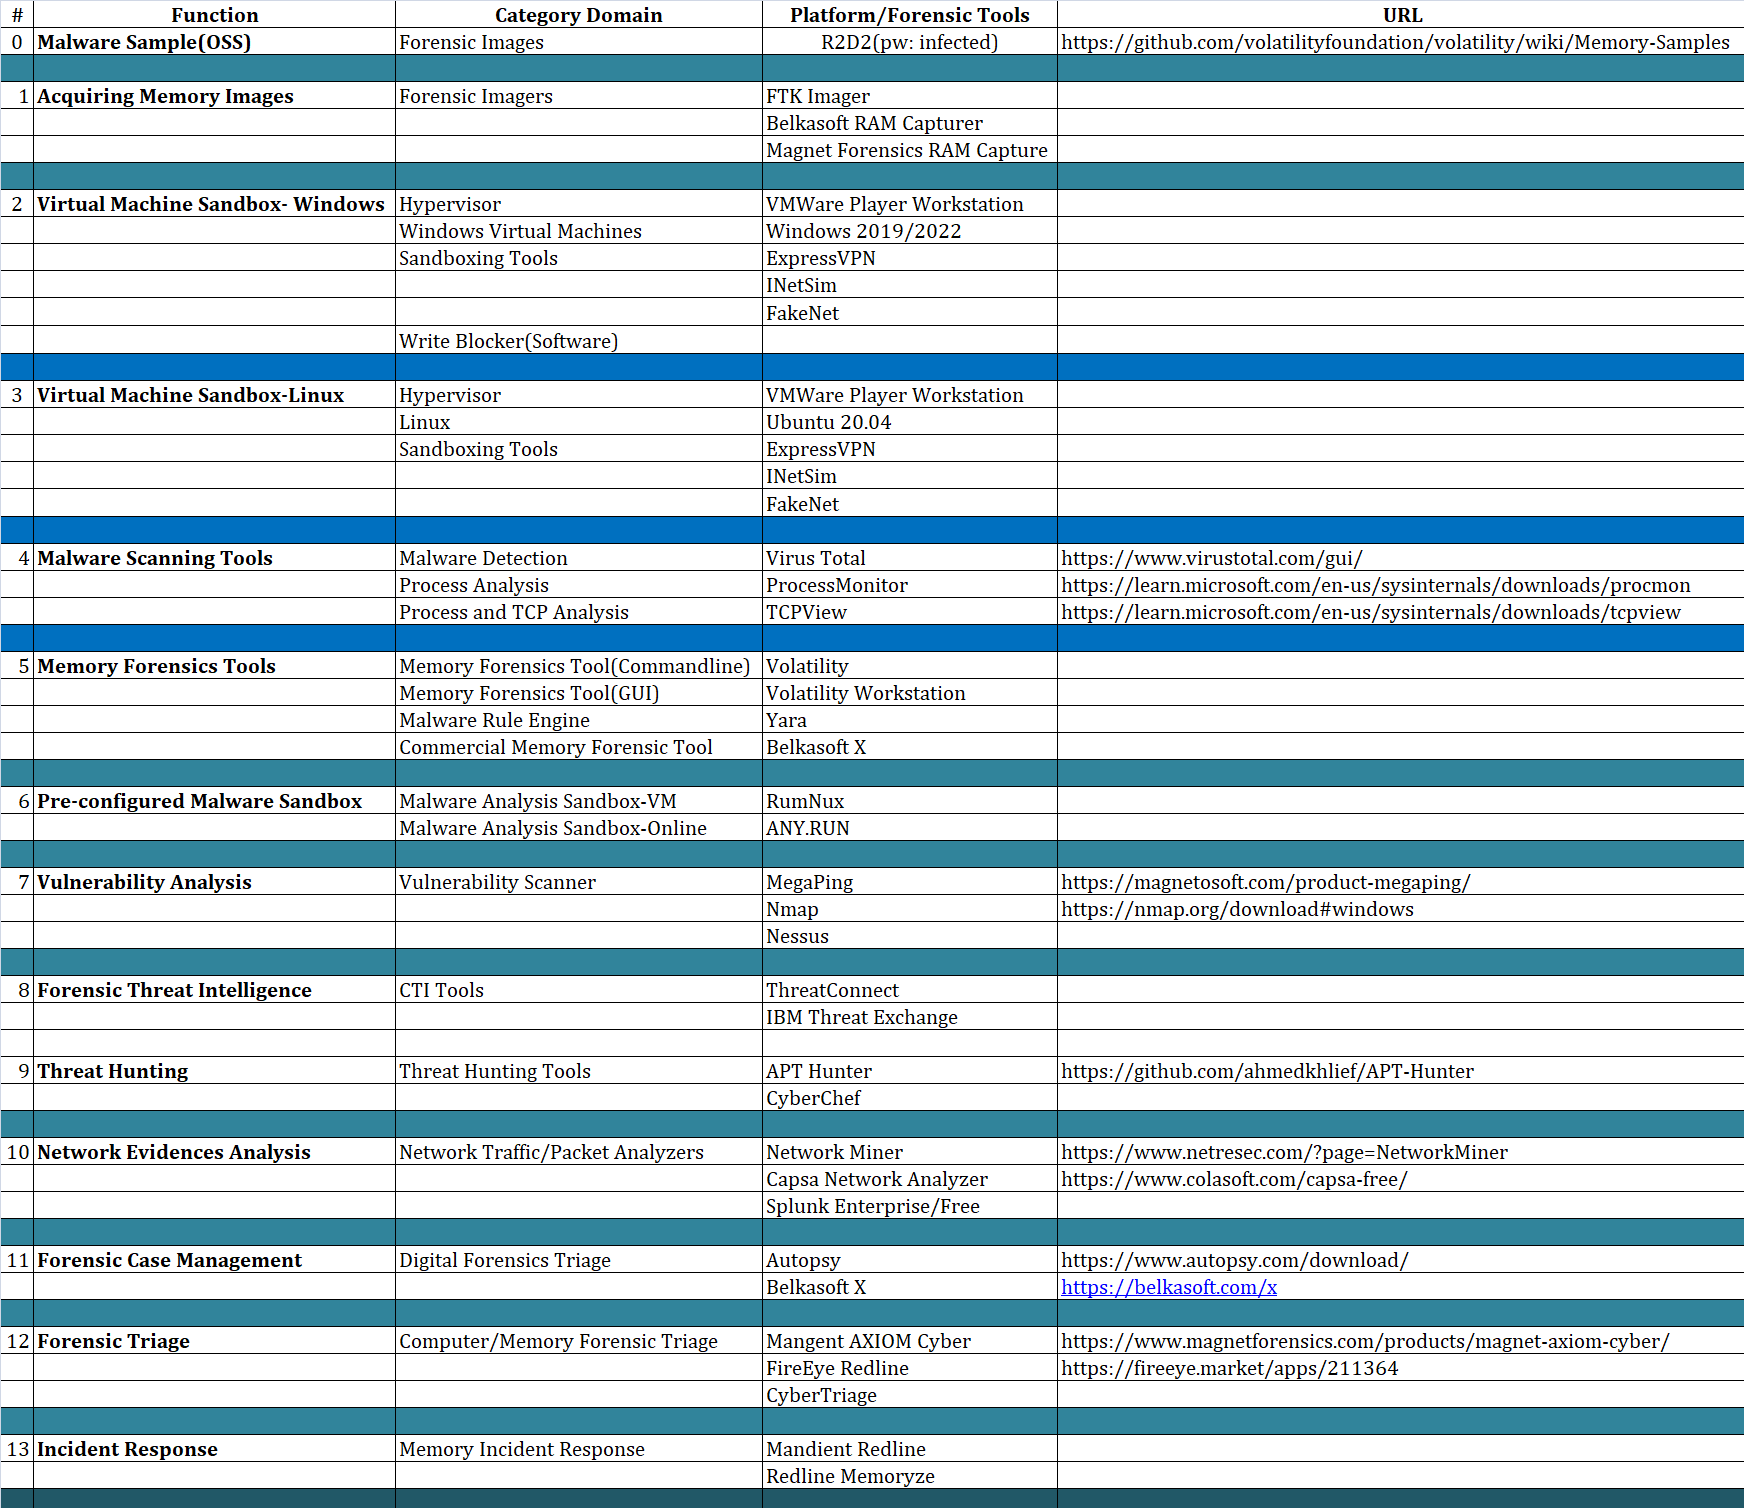 # Function Category Domain Platform/Forensic Tools URL
0 Malware Sample(OSS) Forensic Images R2D2(pw: infected) https://github.com/volatilityfoundation/volatility/wiki/Memory-Samples
1 Acquiring Memory Images Forensic Imagers FTK Imager
Belkasoft RAM Capturer
Magnet Forensics RAM Capture
2 Virtual Machine Sandbox- Windows Hypervisor VMWare Player Workstation
Windows Virtual Machines Windows 2019/2022
Sandboxing Tools ExpressVPN
INetSim
FakeNet
Write Blocker(Software)
3 Virtual Machine Sandbox-Linux Hypervisor VMWare Player Workstation
Linux Ubuntu 20.04
Sandboxing Tools ExpressVPN
INetSim
FakeNet
4 Malware Scanning Tools Malware Detection Virus Total https://www.virustotal.com/gui/
Process Analysis ProcessMonitor https://learn.microsoft.com/en-us/sysinternals/downloads/procmon
Process and TCP Analysis TCPView https://learn.microsoft.com/en-us/sysinternals/downloads/tcpview
5 Memory Forensics Tools Memory Forensics Tool(Commandline) Volatility
Memory Forensics Tool(GUI) Volatility Workstation
Malware Rule Engine Yara
Commercial Memory Forensic Tool Belkasoft X
6 Pre-configured Malware Sandbox Malware Analysis Sandbox-VM RumNux
Malware Analysis Sandbox-Online ANY.RUN
7 Vulnerability Analysis Vulnerability Scanner MegaPing https://magnetosoft.com/product-megaping/
Nmap https://nmap.org/download#windows
Nessus
8 Forensic Threat Intelligence CTI Tools ThreatConnect
IBM Threat Exchange
9 Threat Hunting Threat Hunting Tools APT Hunter https://github.com/ahmedkhlief/APT-Hunter
CyberChef
10 Network Evidences Analysis Network Traffic/Packet Analyzers Network Miner https://www.netresec.com/?page=NetworkMiner
Capsa Network Analyzer https://www.colasoft.com/capsa-free/
Splunk Enterprise/Free
11 Forensic Case Management Digital Forensics Triage Autopsy https://www.autopsy.com/download/
Belkasoft X https://belkasoft.com/x
12 Forensic Triage Computer/Memory Forensic Triage Mangent AXIOM Cyber https://www.magnetforensics.com/products/magnet-axiom-cyber/
FireEye Redline https://fireeye.market/apps/211364
CyberTriage
13 Incident Response Memory Incident Response Mandient Redline
Redline Memoryze